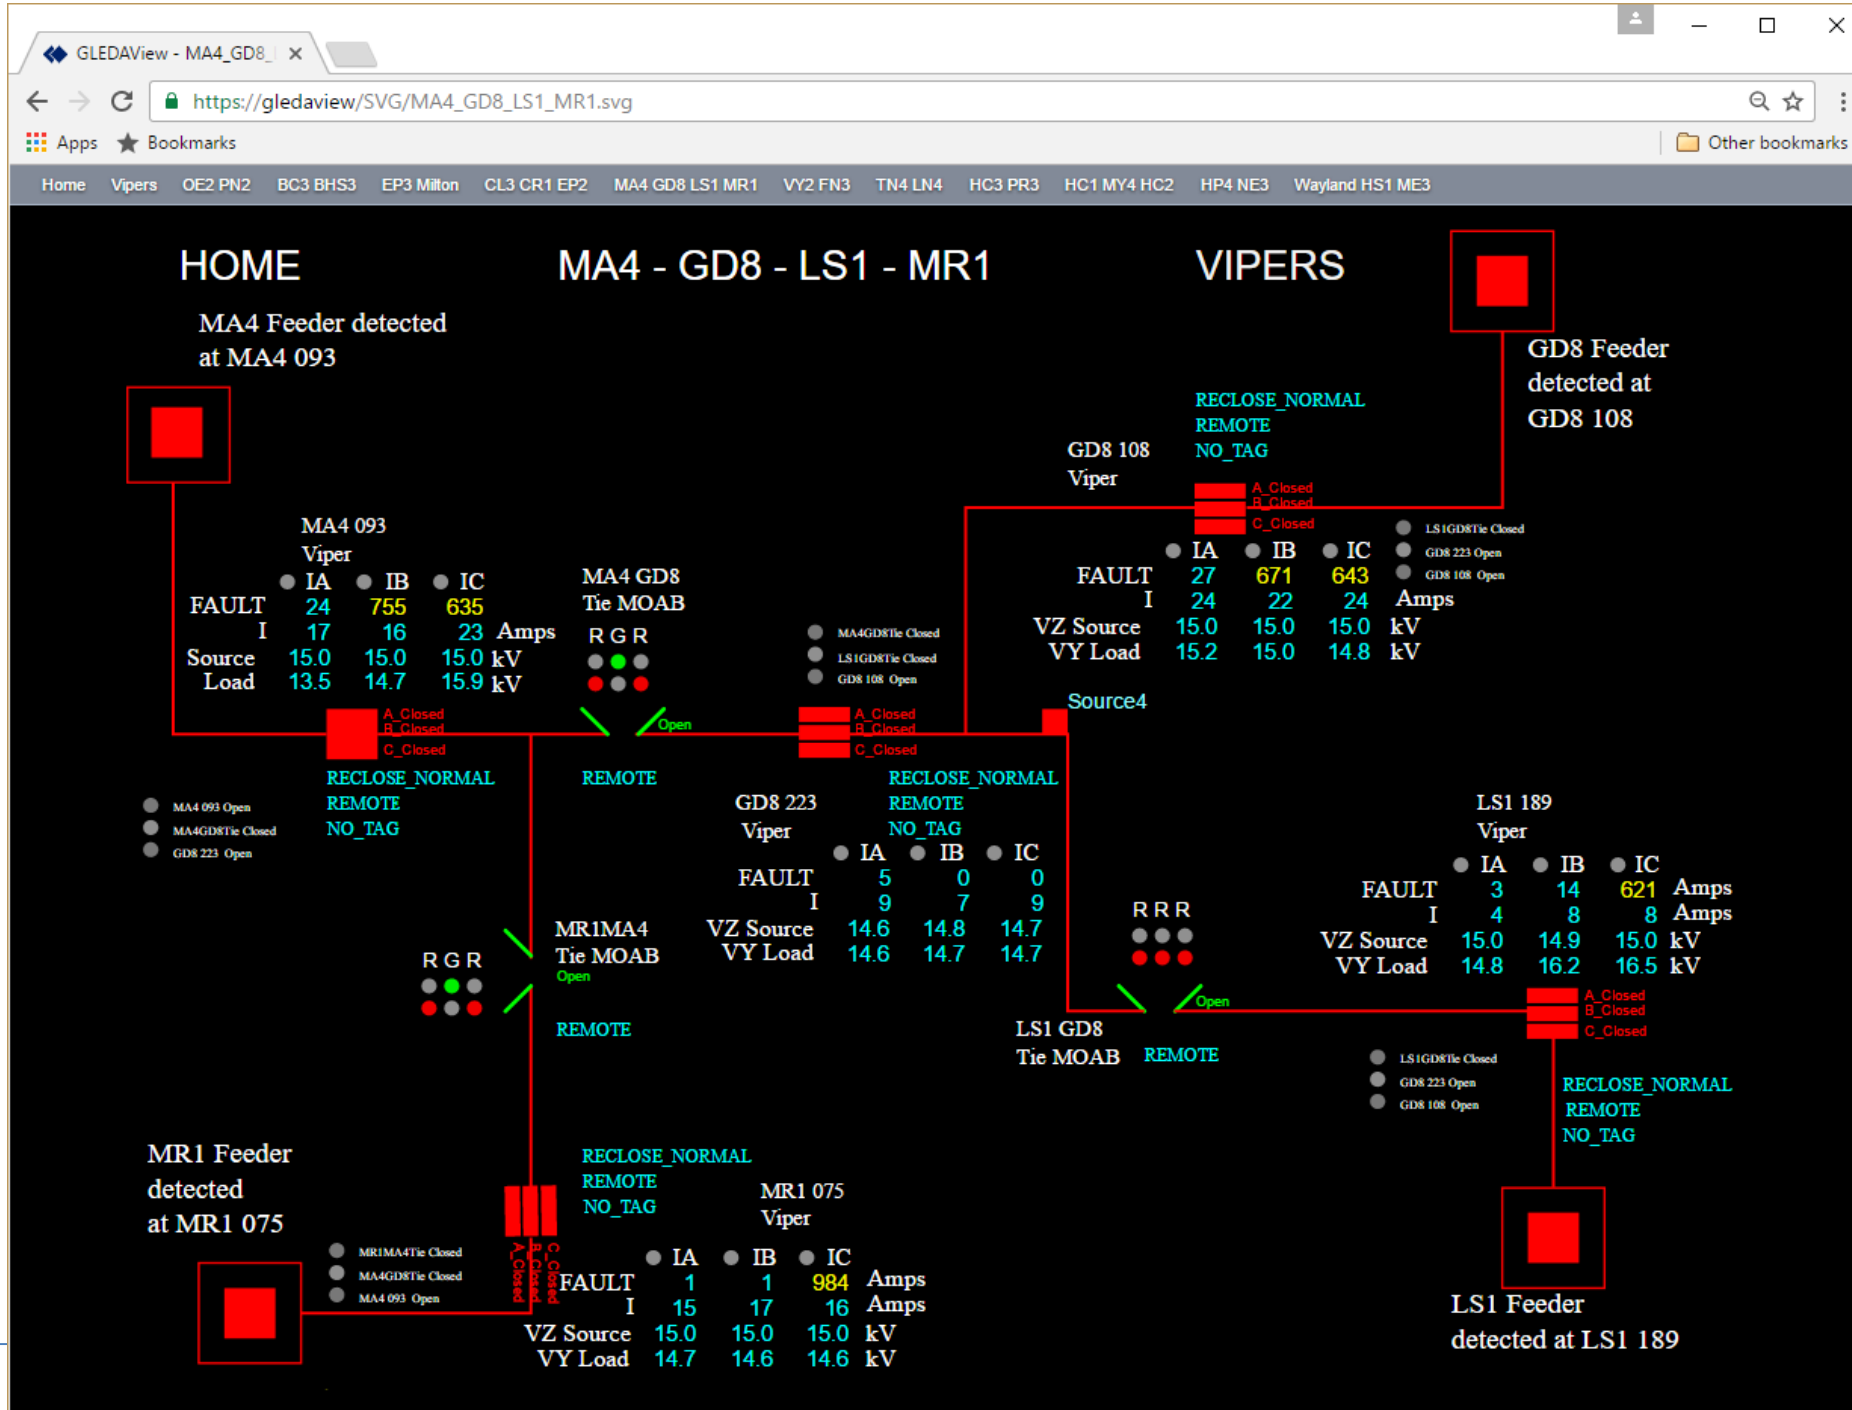 GLEDAView - MA4_GD8_
https://gledaview/SVG/MA4_GD8_LS1_MR1.svg
Apps Bookmarks Other bookmarks
Home Vipers OE2 PN2 BC3 BHS3 EP3 Milton CL3 CR1 EP2 MA4 GD8 LS1 MR1 VY2 FN3 TN4 LN4 HC3 PR3 HC1 MY4 HC2 HP4 NE3 Wayland HS1 ME3
HOME MA4 - GD8 - LS1 - MR1 VIPERS
MA4 Feeder detected
at MA4 093
GD8 Feeder
detected at
GD8 108
RECLOSE_NORMAL
REMOTE
NO_TAG
GD8 108
Viper
A_Closed
B_Closed
C_Closed
LS1GD8Tie Closed
GD8 223 Open
GD8 108 Open
IA IB IC
FAULT 27 671 643
I 24 22 24 Amps
VZ Source 15.0 15.0 15.0 kV
VY Load 15.2 15.0 14.8 kV
MA4 093
Viper
IA IB IC
FAULT 24 755 635
I 17 16 23 Amps
Source 15.0 15.0 15.0 kV
Load 13.5 14.7 15.9 kV
A_Closed
B_Closed
C_Closed
RECLOSE_NORMAL
REMOTE
NO_TAG
MA4 093 Open
MA4GD8Tie Closed
GD8 223 Open
MA4 GD8
Tie MOAB
R G R
Open
REMOTE
MA4GD8Tie Closed
LS1GD8Tie Closed
GD8 108 Open
A_Closed
B_Closed
C_Closed
Source4
RECLOSE_NORMAL
REMOTE
NO_TAG
GD8 223
Viper
IA IB IC
FAULT 5 0 0
I 9 7 9
VZ Source 14.6 14.8 14.7
VY Load 14.6 14.7 14.7
LS1 189
Viper
IA IB IC
FAULT 3 14 621 Amps
I 4 8 8 Amps
VZ Source 15.0 14.9 15.0 kV
VY Load 14.8 16.2 16.5 kV
A_Closed
B_Closed
C_Closed
R R R
Open
LS1 GD8
Tie MOAB REMOTE
LS1GD8Tie Closed
GD8 223 Open
GD8 108 Open
RECLOSE_NORMAL
REMOTE
NO_TAG
MR1MA4
Tie MOAB
Open
R G R
REMOTE
MR1 Feeder
detected
at MR1 075
RECLOSE_NORMAL
REMOTE
NO_TAG
MR1 075
Viper
MR1MA4Tie Closed
MA4GD8Tie Closed
MA4 093 Open
A_Closed
B_Closed
C_Closed
IA IB IC
FAULT 1 1 984 Amps
I 15 17 16 Amps
VZ Source 15.0 15.0 15.0 kV
VY Load 14.7 14.6 14.6 kV
LS1 Feeder
detected at LS1 189